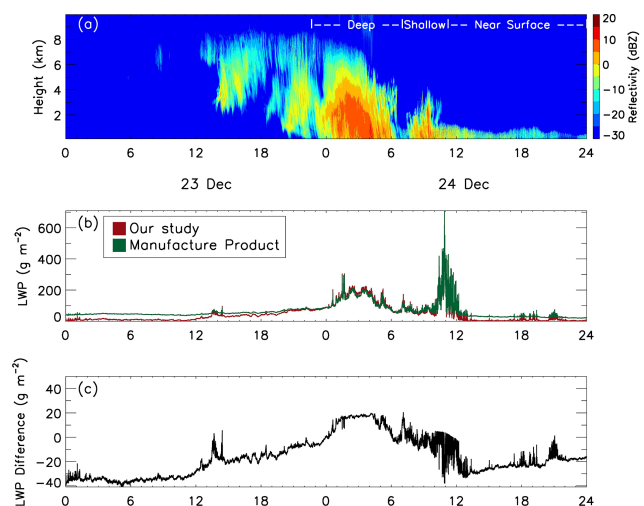 (a)
|--- Deep ---|Shallow|--- Near Surface ---|
Height (km)
8
6
4
2
0 6 12 18 0 6 12 18 24
20
10
0
-10
-20
-30
Reflectivity (dBZ)
23 Dec 24 Dec
(b)
Our study
Manufacture Product
LWP (g m⁻²)
600
400
200
0
0 6 12 18 0 6 12 18 24
(c)
LWP Difference (g m⁻²)
40
20
0
-20
-40
0 6 12 18 0 6 12 18 24